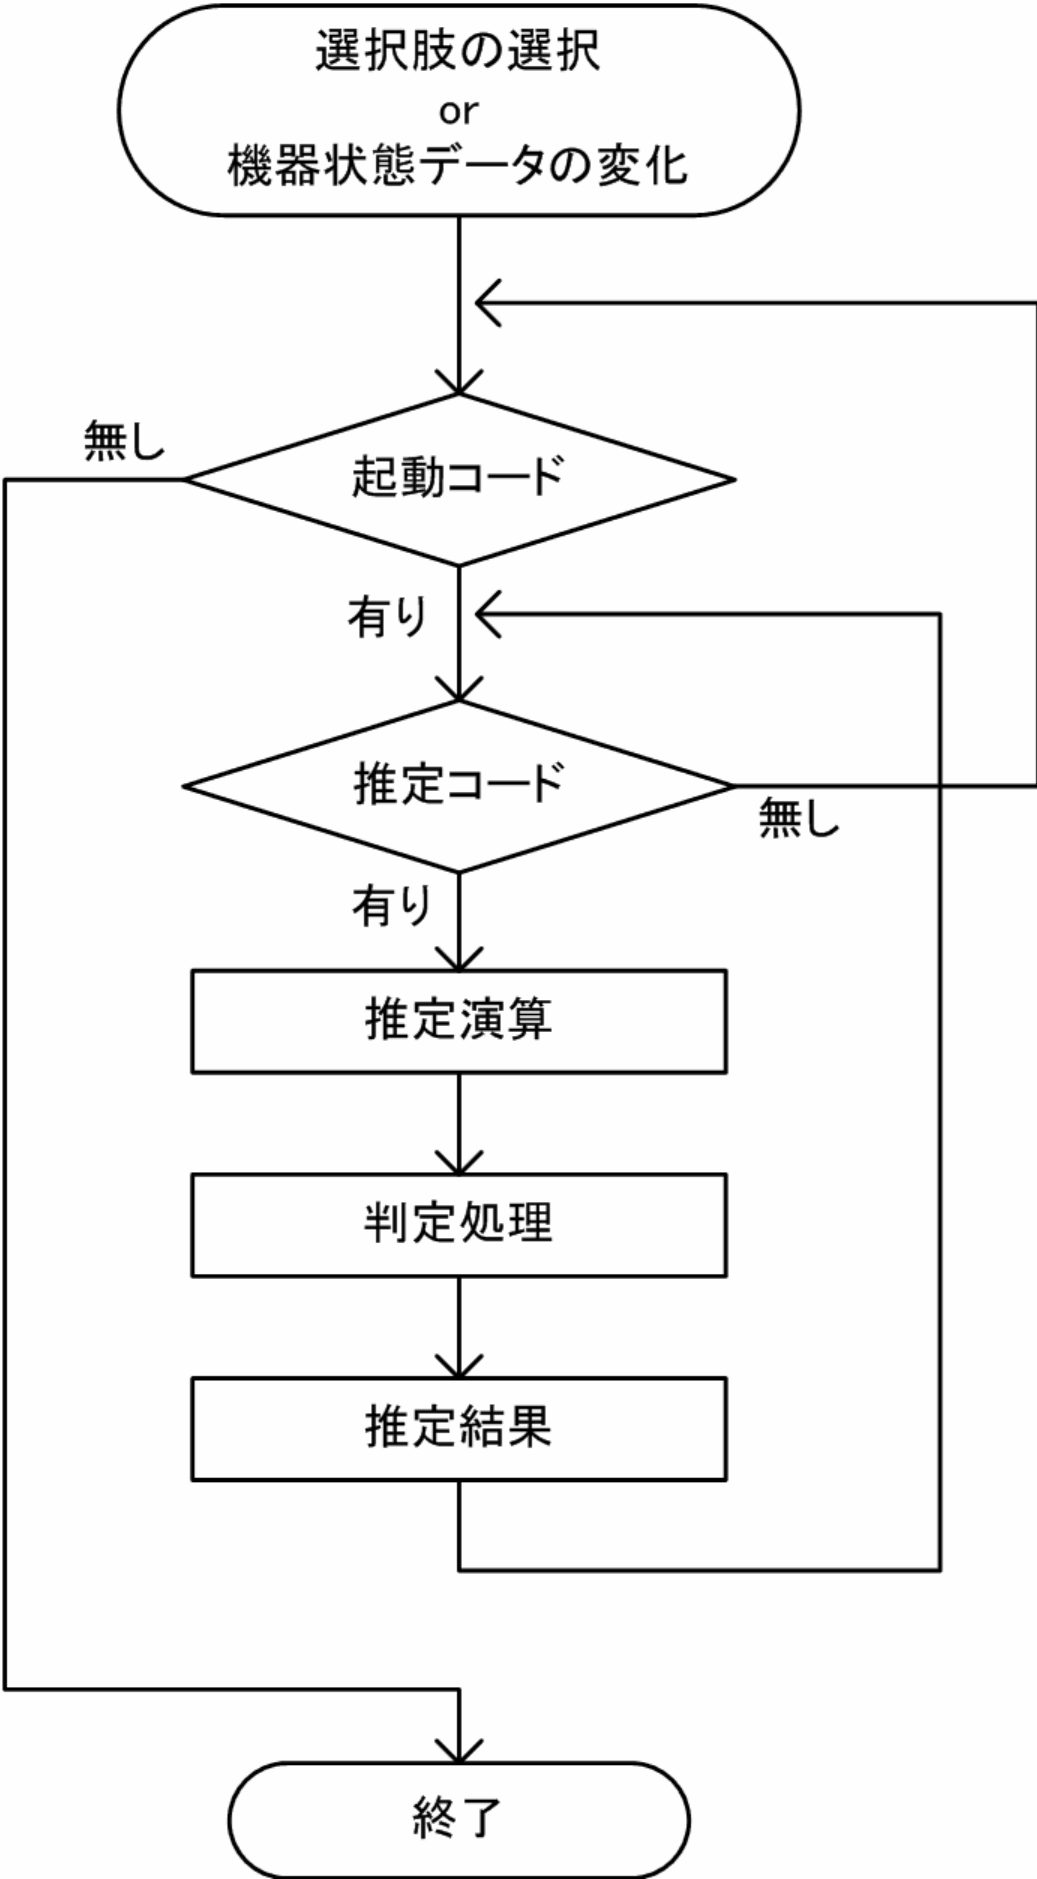 選択肢の選択
or
機器状態データの変化
無し
起動コード
有り
推定コード
無し
有り
推定演算
判定処理
推定結果
終了